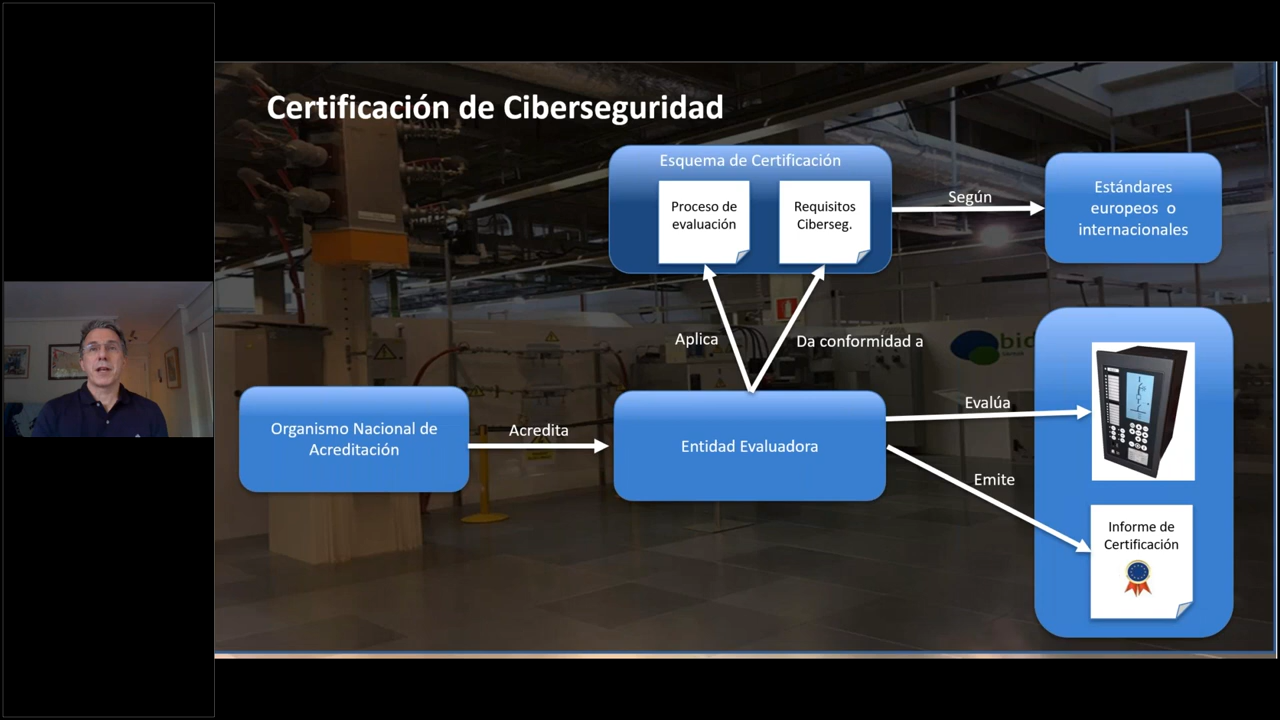 Certificación de Ciberseguridad
Esquema de Certificación
Proceso de
evaluación
Requisitos
Ciberseg.
Según
Estándares
europeos o
internacionales
Aplica
Da conformidad a
Organismo Nacional de
Acreditación
Acredita
Entidad Evaluadora
Evalúa
Emite
Informe de
Certificación